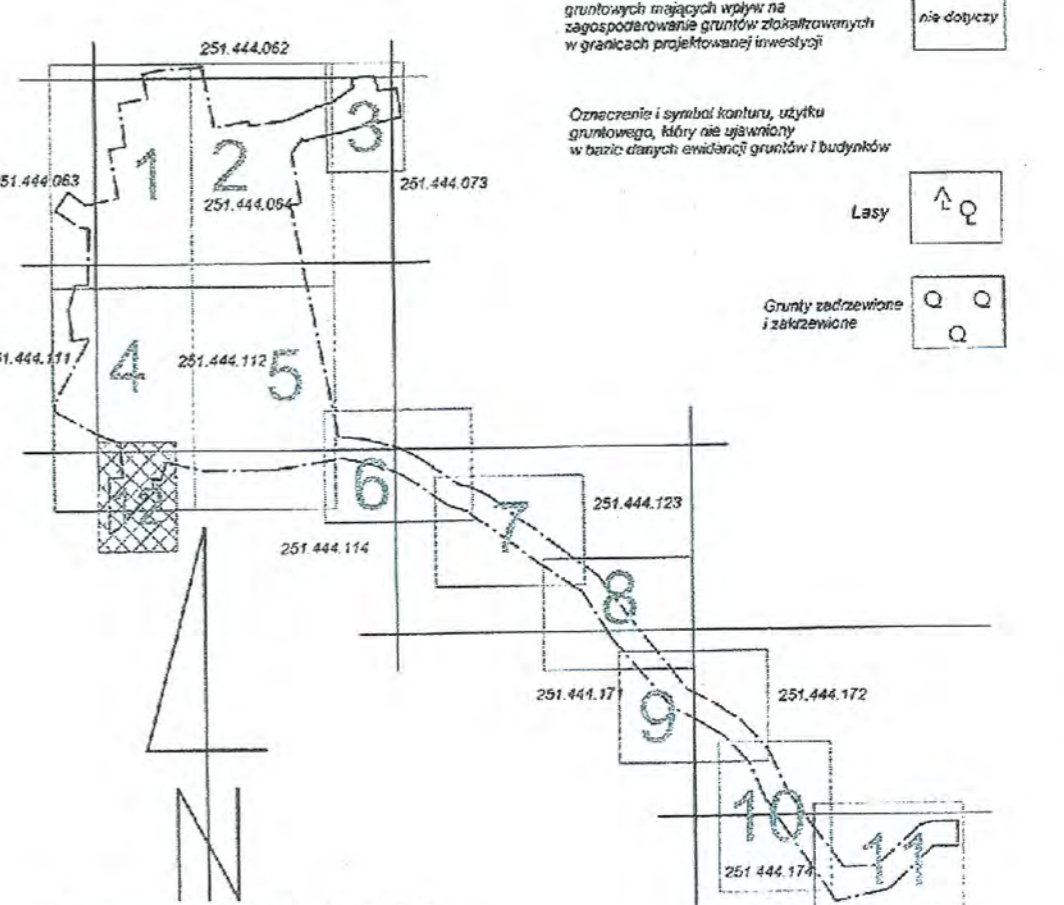 gruntowych mających wpływ na
zagospodarowanie gruntów zlokalizowanych
w granicach projektowanej inwestycji
nie dotyczy
Oznaczenie i symbol konturu, użytku
gruntowego, który nie ujawniony
w bazie danych ewidencji gruntów i budynków
Lasy
Grunty zadrzewione
i zakrzewione
251.444.062
1
2
3
51.444.063
251.444.064
251.444.073
4
51.444.111
251.444.112
5
12
6
251.444.114
7
251.444.123
8
251.444.171
9
251.444.172
10
251.444.174
11
N